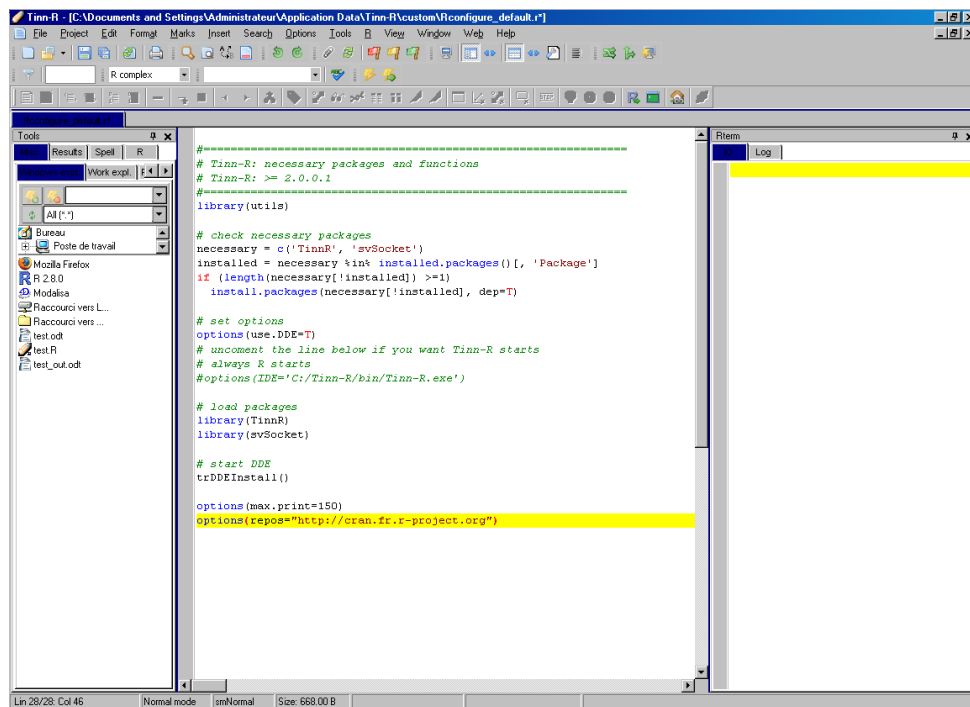 Tinn-R - [C:\Documents and Settings\Administrateur\Application Data\Tinn-R\custom\Rconfigure_default.r*]
File Project Edit Format Marks Insert Search Options Tools R View Window Web Help
R complex
Tools
Results Spell R
Work expl.
All (*.*)
Bureau
Poste de travail
Mozilla Firefox
R 2.8.0
Modalisa
Raccourci vers L...
Raccourci vers ...
test.odt
test.R
test_out.odt
#==============================================================
# Tinn-R: necessary packages and functions
# Tinn-R: >= 2.0.0.1
#==============================================================
library(utils)
# check necessary packages
necessary = c('TinnR', 'svSocket')
installed = necessary %in% installed.packages()[, 'Package']
if (length(necessary[!installed]) >=1)
install.packages(necessary[!installed], dep=T)
# set options
options(use.DDE=T)
# uncoment the line below if you want Tinn-R starts
# always R starts
#options(IDE='C:/Tinn-R/bin/Tinn-R.exe')
# load packages
library(TinnR)
library(svSocket)
# start DDE
trDDEInstall()
options(max.print=150)
options(repos="http://cran.fr.r-project.org")
Rterm
Log
Lin 28/28: Col 46 Normal mode smNormal Size: 668.00 B